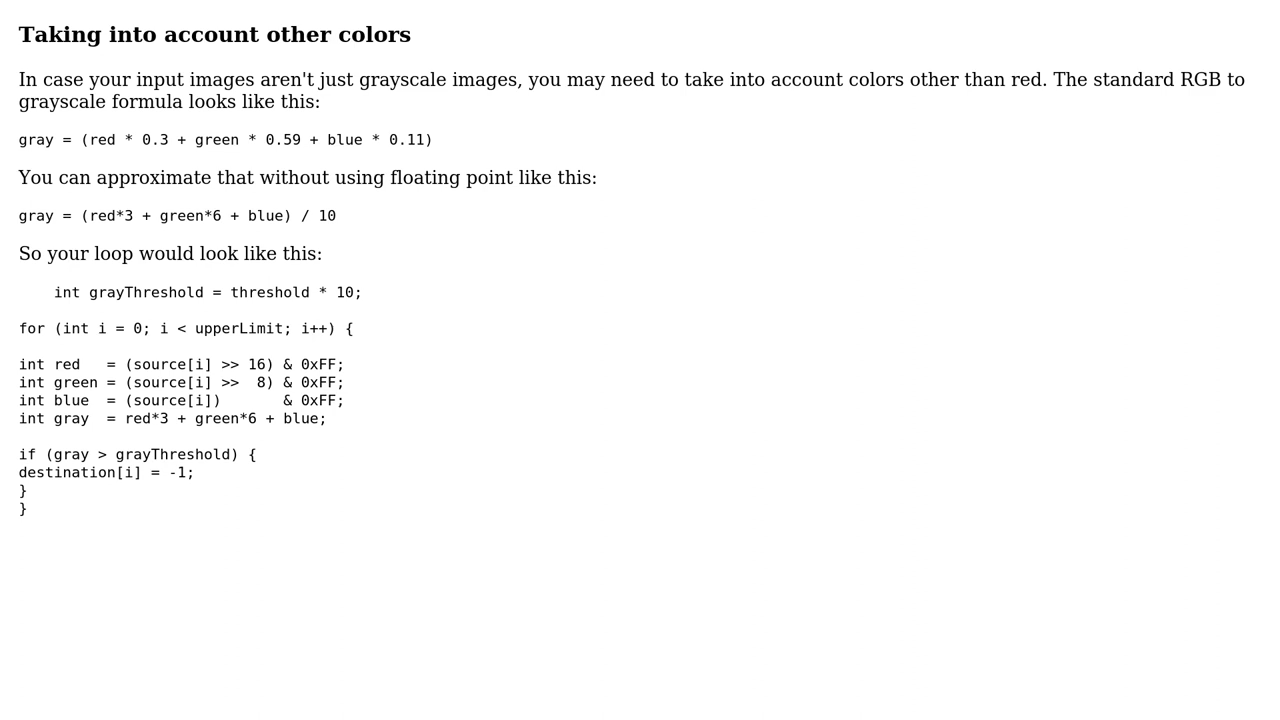 Taking into account other colors
In case your input images aren't just grayscale images, you may need to take into account colors other than red. The standard RGB to
grayscale formula looks like this:
gray = (red * 0.3 + green * 0.59 + blue * 0.11)
You can approximate that without using floating point like this:
gray = (red*3 + green*6 + blue) / 10
So your loop would look like this:
    int grayThreshold = threshold * 10;
for (int i = 0; i < upperLimit; i++) {
int red   = (source[i] >> 16) & 0xFF;
int green = (source[i] >>  8) & 0xFF;
int blue  = (source[i])       & 0xFF;
int gray  = red*3 + green*6 + blue;
if (gray > grayThreshold) {
destination[i] = -1;
}
}